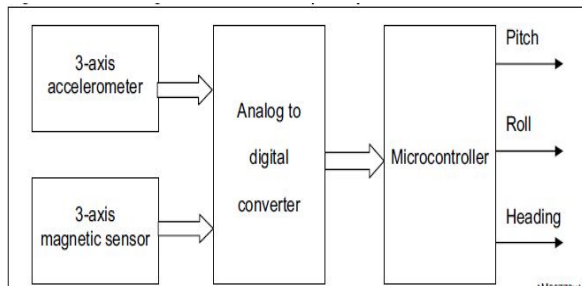 3-axis
accelerometer
3-axis
magnetic sensor
Analog to
digital
converter
Microcontroller
Pitch
Roll
Heading